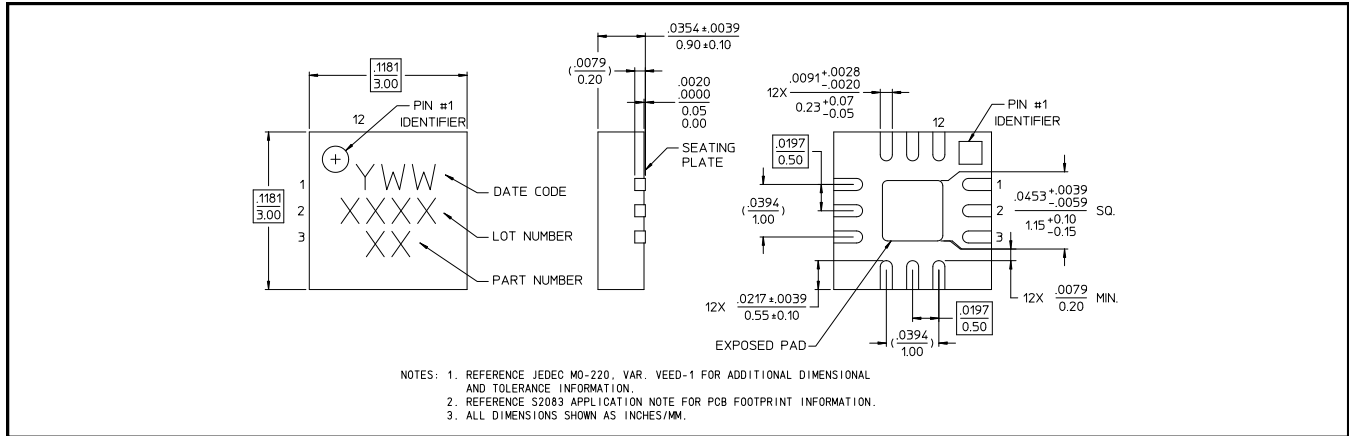 .1181
3.00
12
PIN #1
IDENTIFIER
YWW
XXXX
XX
.1181
3.00
1
2
3
DATE CODE
LOT NUMBER
PART NUMBER
.0354±.0039
0.90±0.10
(.0079
0.20)
.0020
.0000
0.05
0.00
SEATING
PLATE
12X .0091 +.0028 -.0020
0.23 +0.07 -0.05
12
PIN #1
IDENTIFIER
.0197
0.50
(.0394
1.00)
1
2
3
.0453 +.0039 -.0059 SQ.
1.15 +0.10 -0.15
12X .0217±.0039
0.55±0.10
EXPOSED PAD
(.0394
1.00)
.0197
0.50
12X .0079 MIN.
0.20
NOTES: 1. REFERENCE JEDEC MO-220, VAR. VEED-1 FOR ADDITIONAL DIMENSIONAL
AND TOLERANCE INFORMATION.
2. REFERENCE S2083 APPLICATION NOTE FOR PCB FOOTPRINT INFORMATION.
3. ALL DIMENSIONS SHOWN AS INCHES/MM.